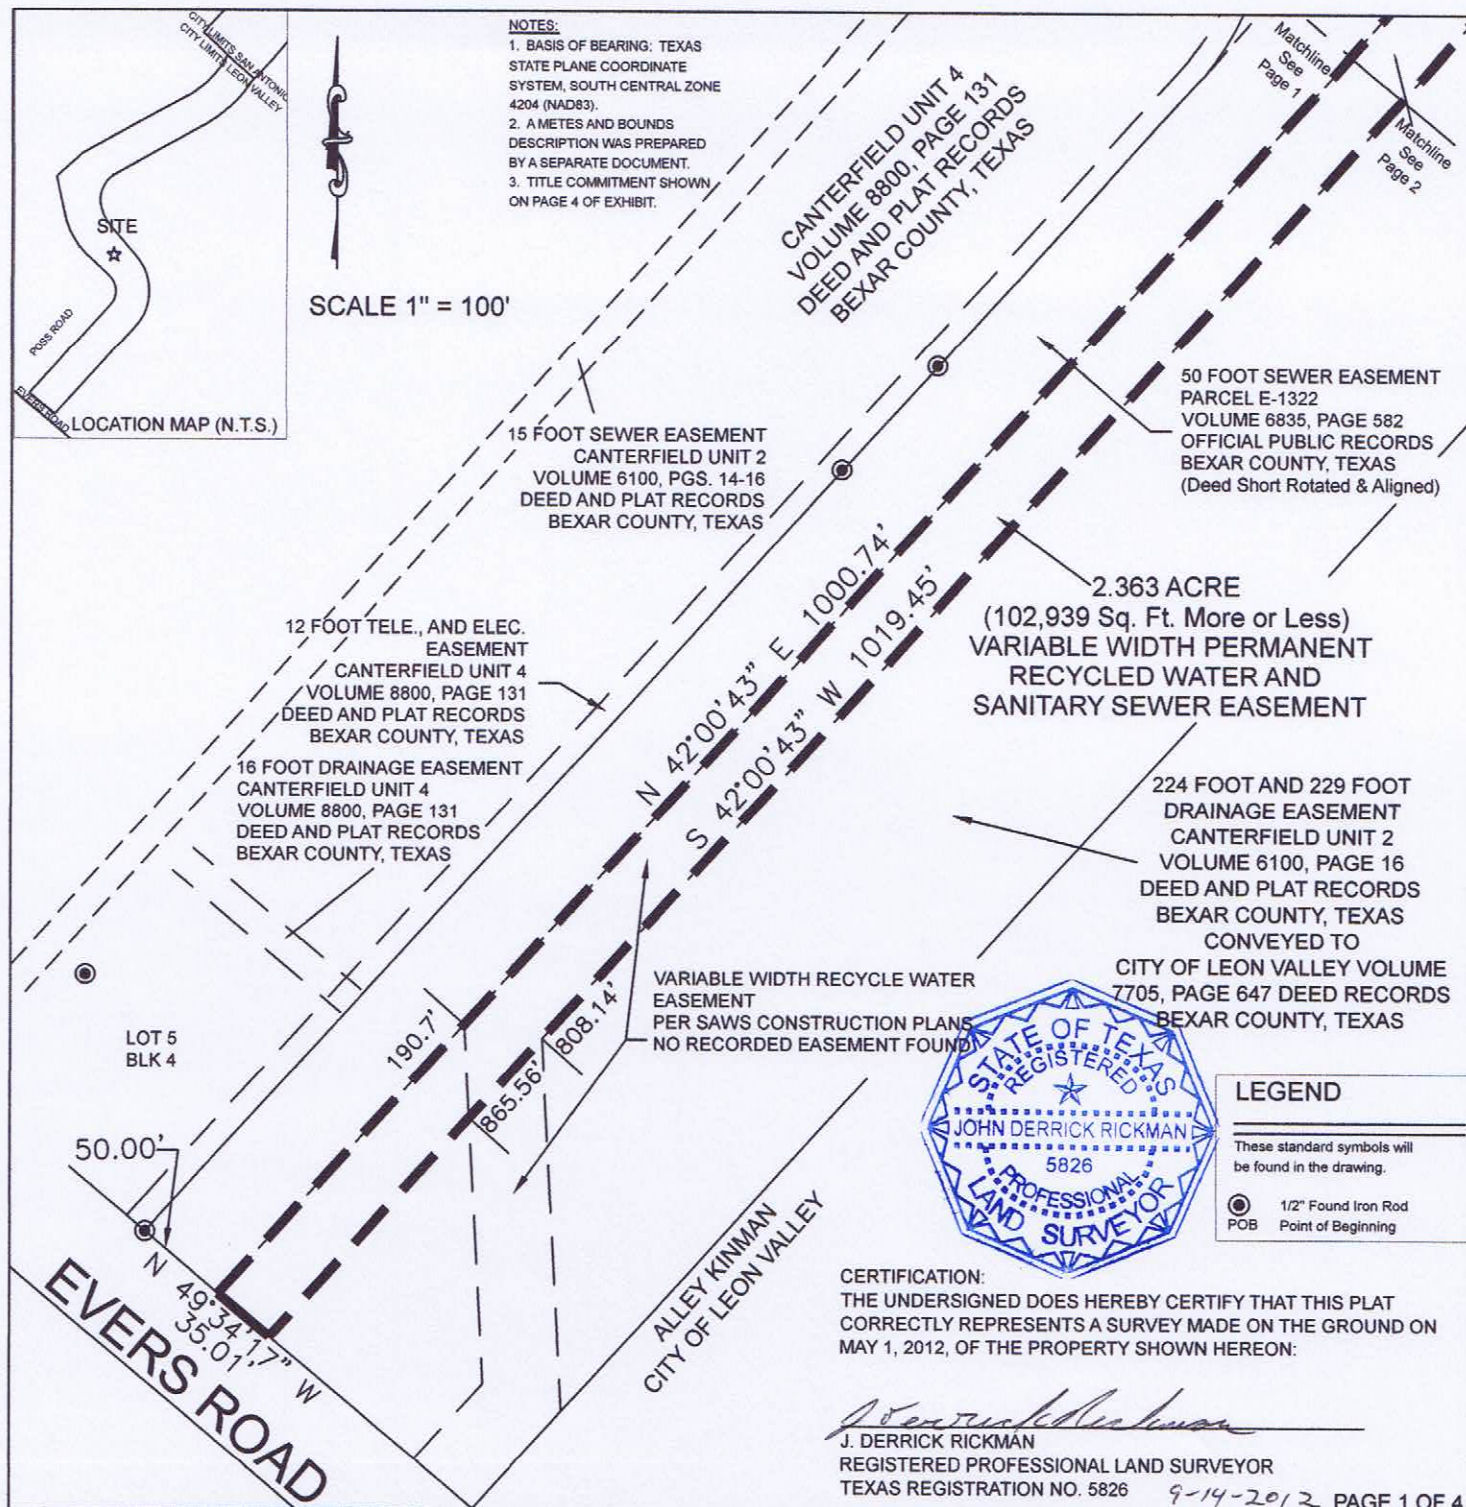 CITY LIMITS SAN ANTONIO
CITY LIMITS LEON VALLEY
SITE
POSS ROAD
EVERS ROAD
LOCATION MAP (N.T.S.)
SCALE 1" = 100'
NOTES:
1. BASIS OF BEARING: TEXAS
STATE PLANE COORDINATE
SYSTEM, SOUTH CENTRAL ZONE
4204 (NAD83).
2. A METES AND BOUNDS
DESCRIPTION WAS PREPARED
BY A SEPARATE DOCUMENT.
3. TITLE COMMITMENT SHOWN
ON PAGE 4 OF EXHIBIT.
CANTERFIELD UNIT 4
VOLUME 8800, PAGE 131
DEED AND PLAT RECORDS
BEXAR COUNTY, TEXAS
Matchline
See
Page 1
Matchline
See
Page 2
50 FOOT SEWER EASEMENT
PARCEL E-1322
VOLUME 6835, PAGE 582
OFFICIAL PUBLIC RECORDS
BEXAR COUNTY, TEXAS
(Deed Short Rotated & Aligned)
15 FOOT SEWER EASEMENT
CANTERFIELD UNIT 2
VOLUME 6100, PGS. 14-16
DEED AND PLAT RECORDS
BEXAR COUNTY, TEXAS
N 42°00'43" E 1000.74'
S 42°00'43" W 1019.45'
2.363 ACRE
(102,939 Sq. Ft. More or Less)
VARIABLE WIDTH PERMANENT
RECYCLED WATER AND
SANITARY SEWER EASEMENT
12 FOOT TELE., AND ELEC.
EASEMENT
CANTERFIELD UNIT 4
VOLUME 8800, PAGE 131
DEED AND PLAT RECORDS
BEXAR COUNTY, TEXAS
16 FOOT DRAINAGE EASEMENT
CANTERFIELD UNIT 4
VOLUME 8800, PAGE 131
DEED AND PLAT RECORDS
BEXAR COUNTY, TEXAS
224 FOOT AND 229 FOOT
DRAINAGE EASEMENT
CANTERFIELD UNIT 2
VOLUME 6100, PAGE 16
DEED AND PLAT RECORDS
BEXAR COUNTY, TEXAS
CONVEYED TO
CITY OF LEON VALLEY VOLUME
7705, PAGE 647 DEED RECORDS
BEXAR COUNTY, TEXAS
VARIABLE WIDTH RECYCLE WATER
EASEMENT
PER SAWS CONSTRUCTION PLANS
NO RECORDED EASEMENT FOUND
190.7'
808.14'
865.56'
LOT 5
BLK 4
50.00'
N 49°34'17" W
35.01'
EVERS ROAD
ALLEY KINMAN
CITY OF LEON VALLEY
STATE OF TEXAS
REGISTERED
JOHN DERRICK RICKMAN
5826
PROFESSIONAL
LAND SURVEYOR
LEGEND
These standard symbols will
be found in the drawing.
1/2" Found Iron Rod
POB Point of Beginning
CERTIFICATION:
THE UNDERSIGNED DOES HEREBY CERTIFY THAT THIS PLAT
CORRECTLY REPRESENTS A SURVEY MADE ON THE GROUND ON
MAY 1, 2012, OF THE PROPERTY SHOWN HEREON:
J Derrick Rickman
J. DERRICK RICKMAN
REGISTERED PROFESSIONAL LAND SURVEYOR
TEXAS REGISTRATION NO. 5826
9-14-2012
PAGE 1 OF 4